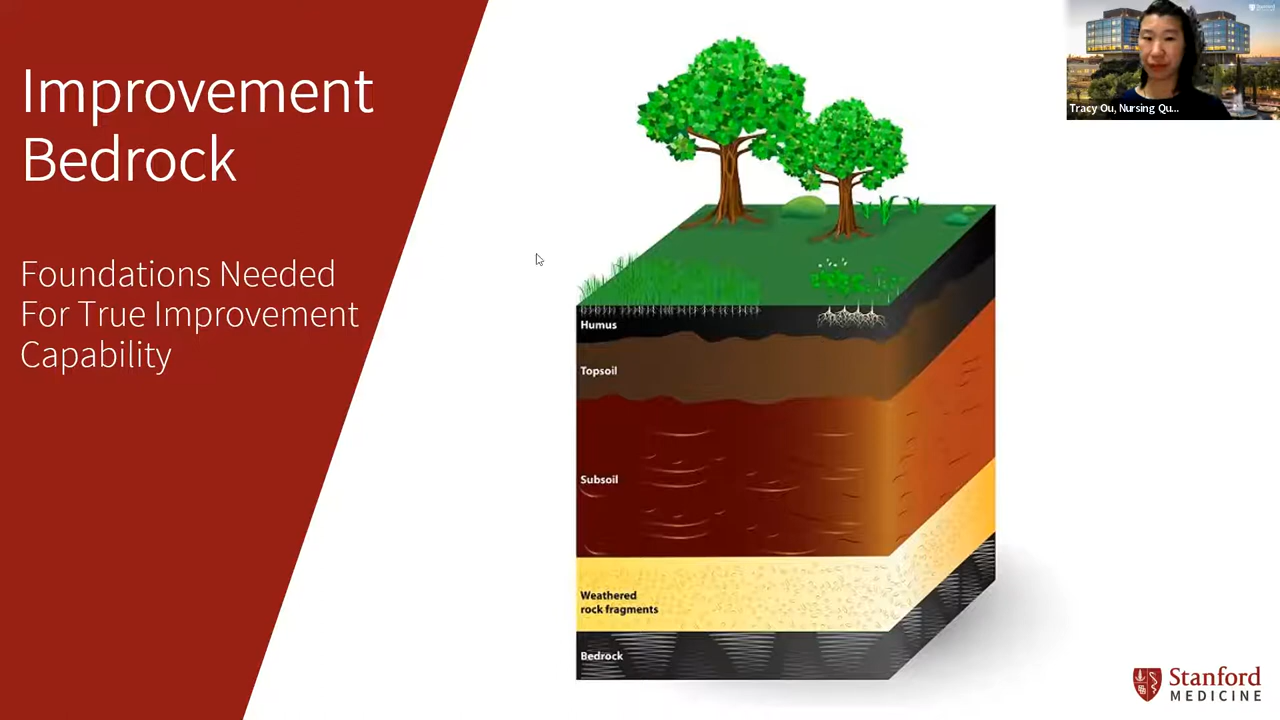 Improvement
Bedrock
Foundations Needed
For True Improvement
Capability
Tracy Ou, Nursing Qu...
Humus
Topsoil
Subsoil
Weathered
rock fragments
Bedrock
Stanford
MEDICINE